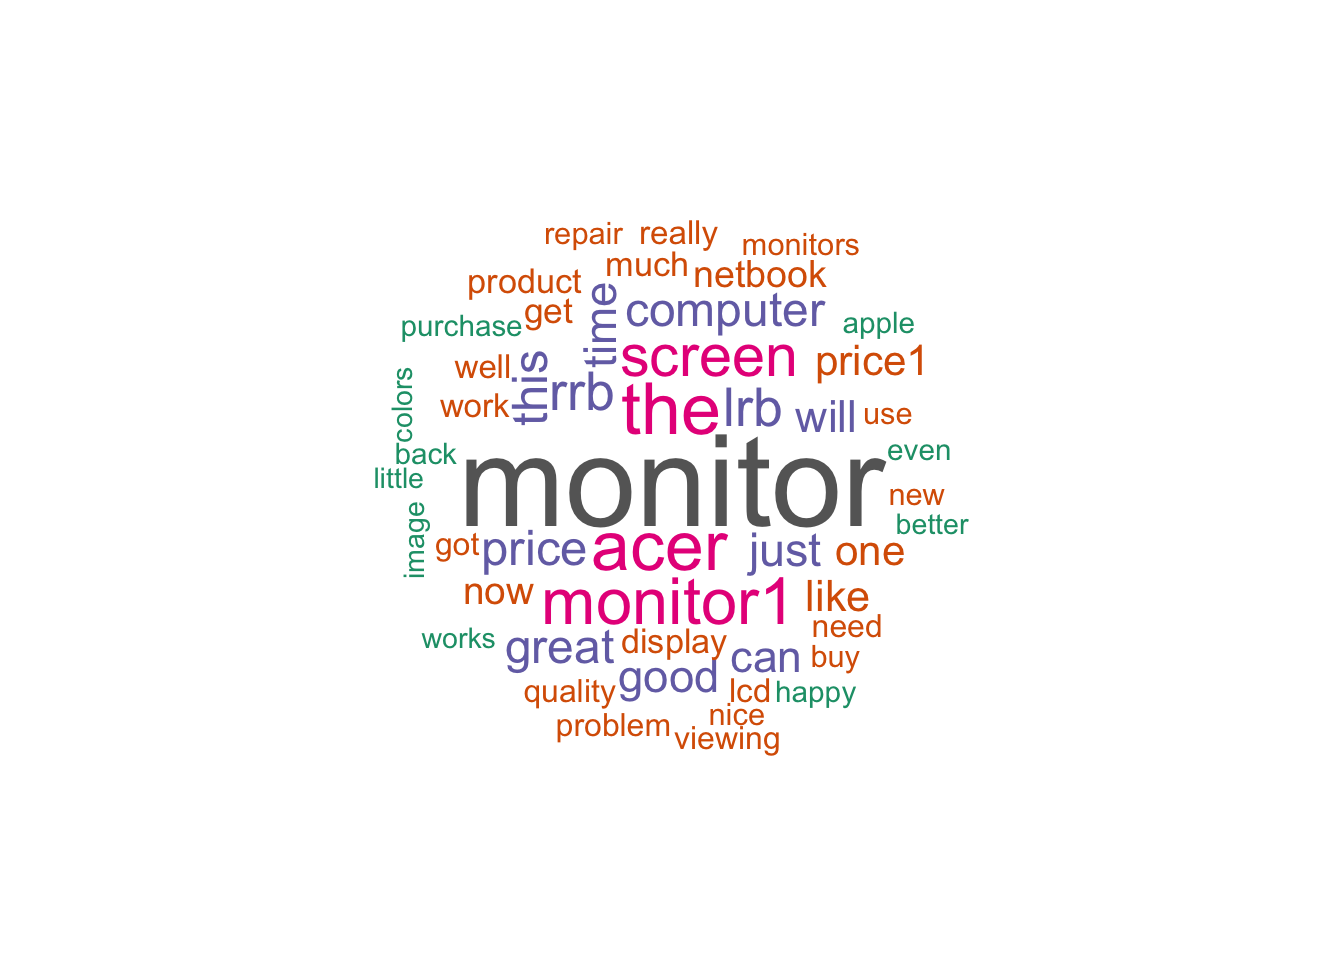 repair really monitors
much
product netbook
get time computer
purchase apple
well this screen price1
colors work rrb the lrb will use
back monitor even
little new
image better
got price acer just one
now monitor1 like
works great display need
good can buy
quality lcd happy
problem nice
viewing